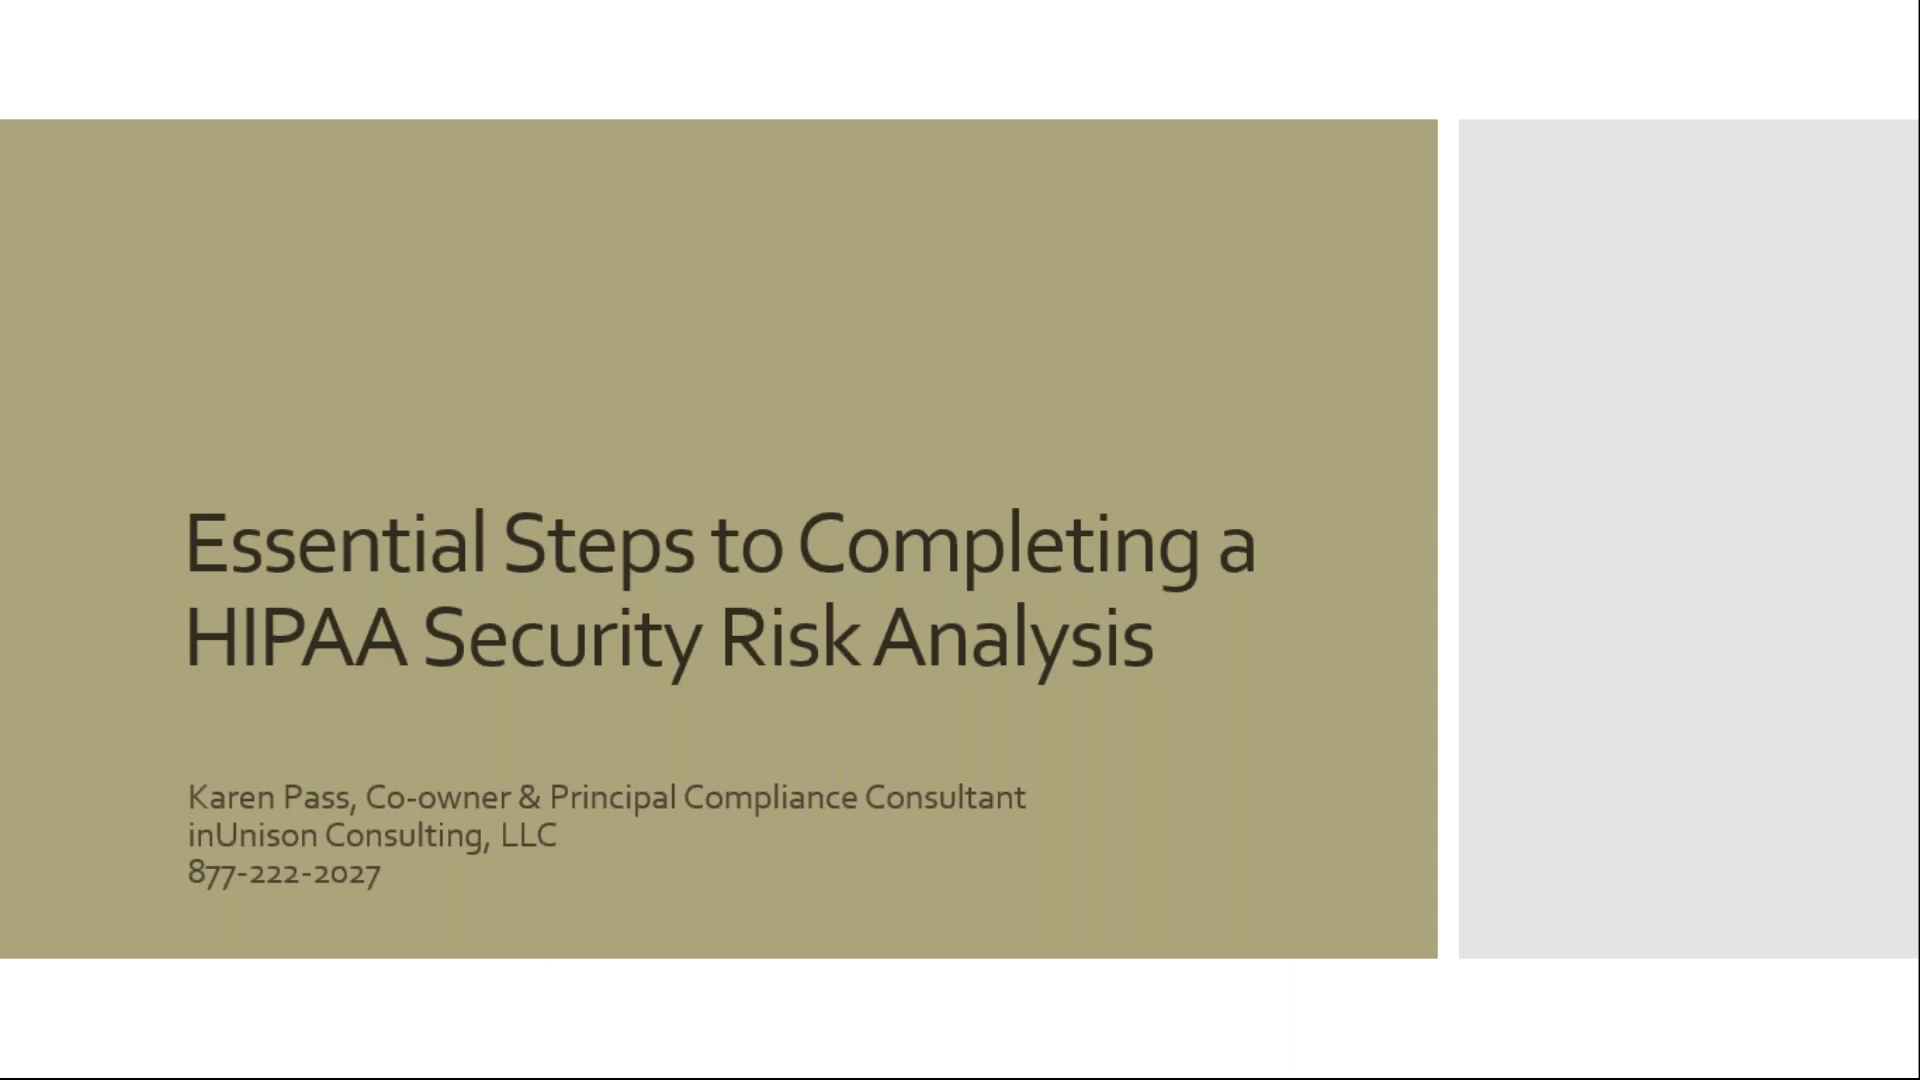 Essential Steps to Completing a
HIPAA Security Risk Analysis
Karen Pass, Co-owner & Principal Compliance Consultant
inUnison Consulting, LLC
877-222-2027